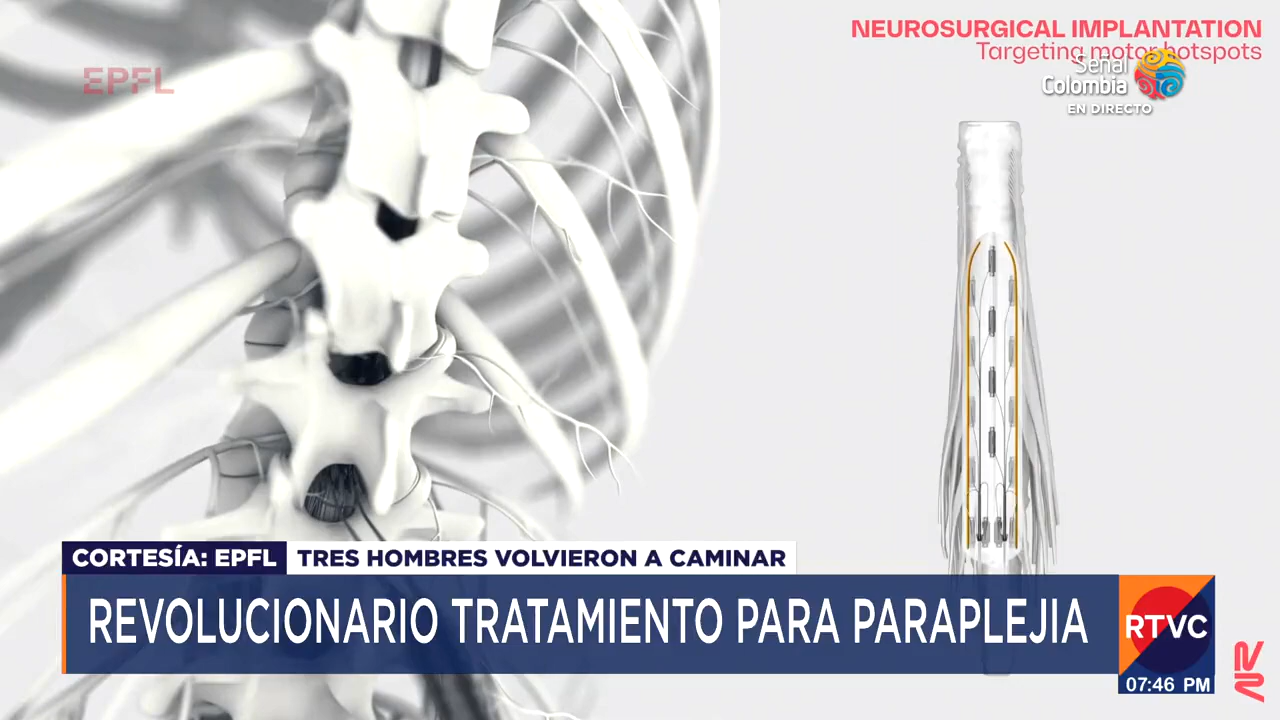 NEUROSURGICAL IMPLANTATION
Targeting motor hotspots
EPFL
Señal
Colombia
EN DIRECTO
CORTESÍA: EPFL TRES HOMBRES VOLVIERON A CAMINAR
REVOLUCIONARIO TRATAMIENTO PARA PARAPLEJIA
RTVC
07:46 PM